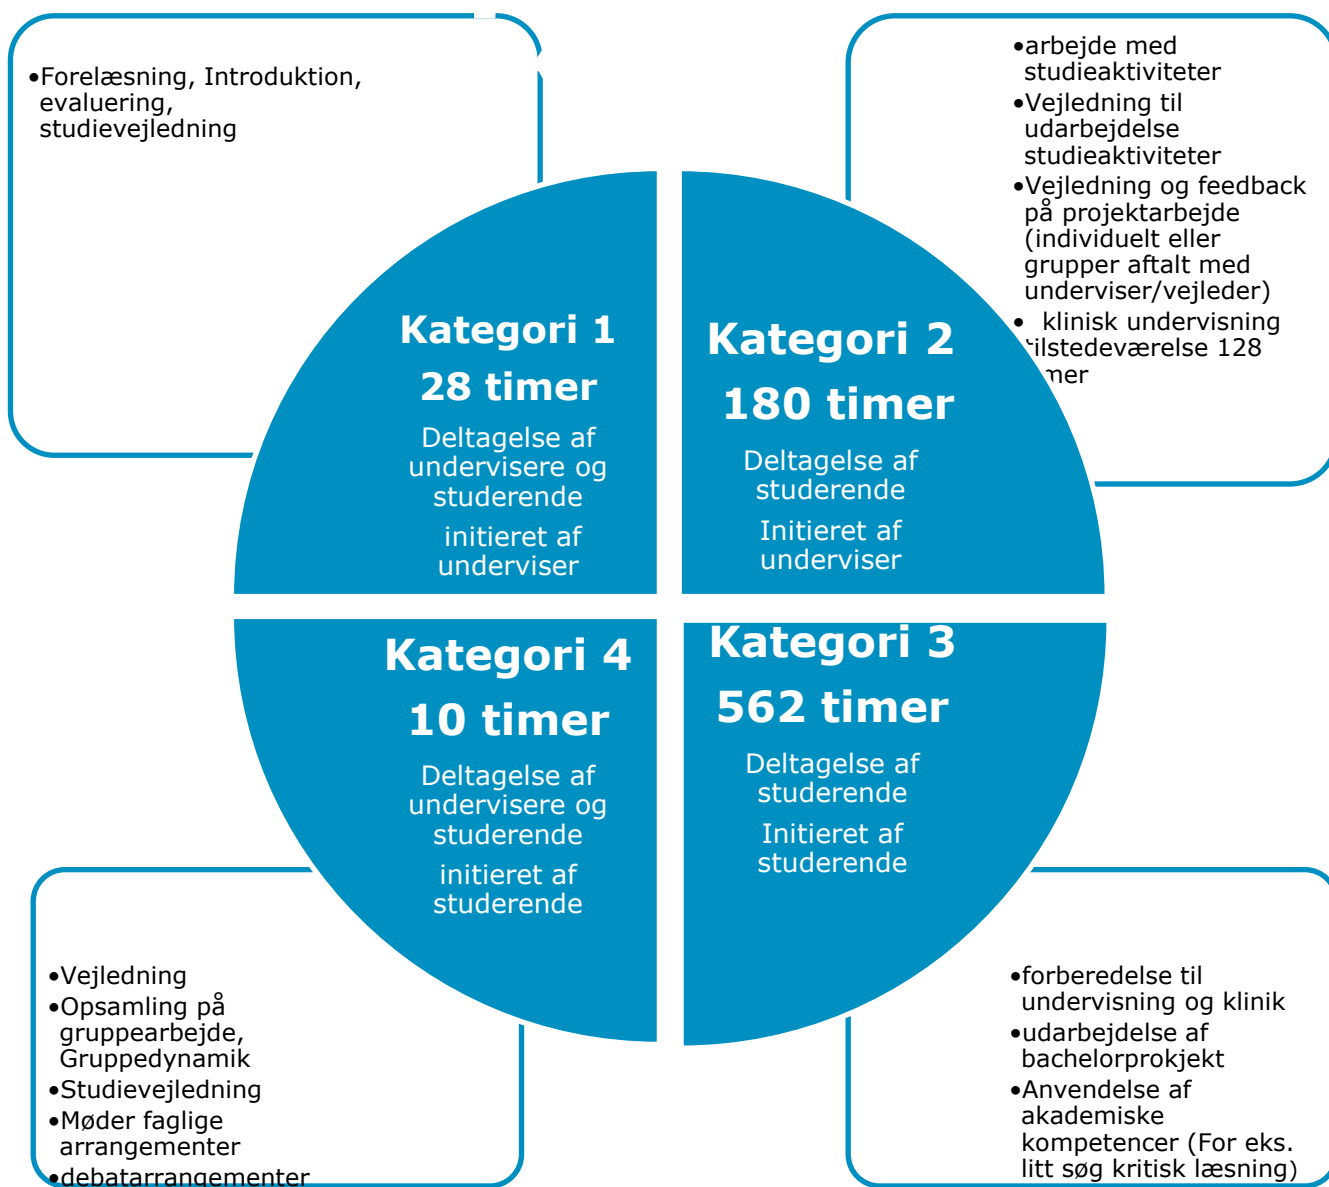 •Forelæsning, Introduktion,
evaluering,
studievejledning
•arbejde med
studieaktiviteter
•Vejledning til
udarbejdelse
studieaktiviteter
•Vejledning og feedback
på projektarbejde
(individuelt eller
grupper aftalt med
underviser/vejleder)
• klinisk undervisning
tilstedeværelse 128
mer
Kategori 1
28 timer
Deltagelse af
undervisere og
studerende
initieret af
underviser
Kategori 2
180 timer
Deltagelse af
studerende
Initieret af
underviser
Kategori 4
10 timer
Deltagelse af
undervisere og
studerende
initieret af
studerende
Kategori 3
562 timer
Deltagelse af
studerende
Initieret af
studerende
•Vejledning
•Opsamling på
gruppearbejde,
Gruppedynamik
•Studievejledning
•Møder faglige
arrangementer
•debatarrangementer
•forberedelse til
undervisning og klinik
•udarbejdelse af
bachelorprokjekt
•Anvendelse af
akademiske
kompetencer (For eks.
litt søg kritisk læsning)